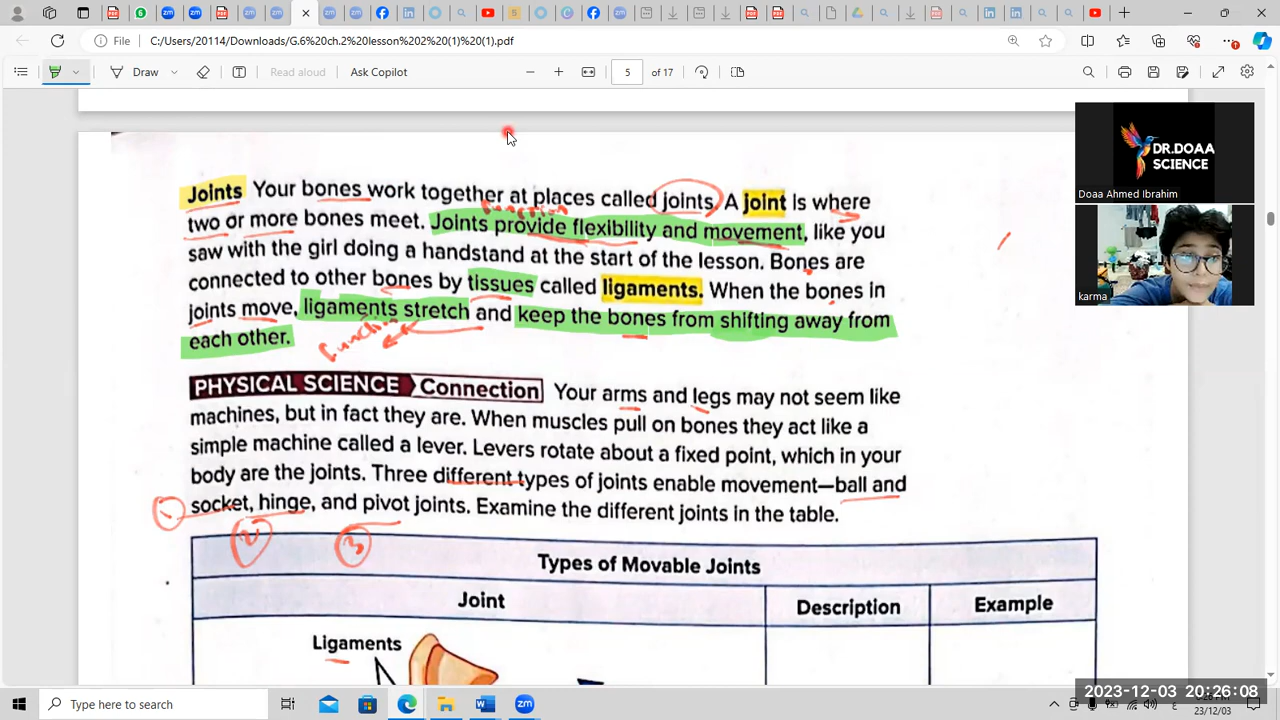 File
C:/Users/20114/Downloads/G.6%20ch.2%20lesson%202%20(1)%20(1).pdf
Draw
Read aloud
Ask Copilot
5 of 17
Joints Your bones work together at places called joints. A joint is where
function
two or more bones meet. Joints provide flexibility and movement, like you
saw with the girl doing a handstand at the start of the lesson. Bones are
connected to other bones by tissues called ligaments. When the bones in
joints move, ligaments stretch and keep the bones from shifting away from
each other.
function
PHYSICAL SCIENCE Connection Your arms and legs may not seem like
machines, but in fact they are. When muscles pull on bones they act like a
simple machine called a lever. Levers rotate about a fixed point, which in your
body are the joints. Three different types of joints enable movement—ball and
socket, hinge, and pivot joints. Examine the different joints in the table.
Types of Movable Joints
Joint
Description
Example
Ligaments
DR.DOAA
SCIENCE
Doaa Ahmed Ibrahim
karma
Type here to search
2023-12-03 20:26:08
23/12/03